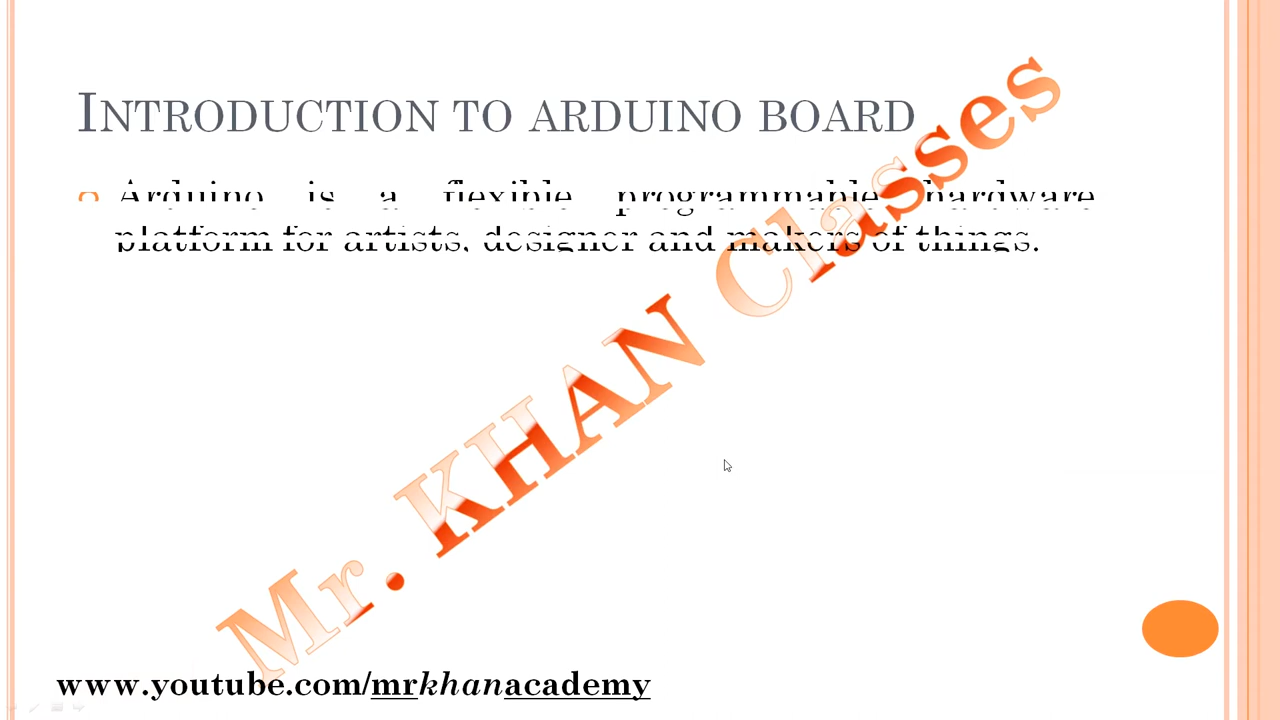 INTRODUCTION TO ARDUINO BOARD
Arduino is a flexible programmable hardware
platform for artists, designer and makers of things.
Mr. KHAN Classes
www.youtube.com/mrkhanacademy